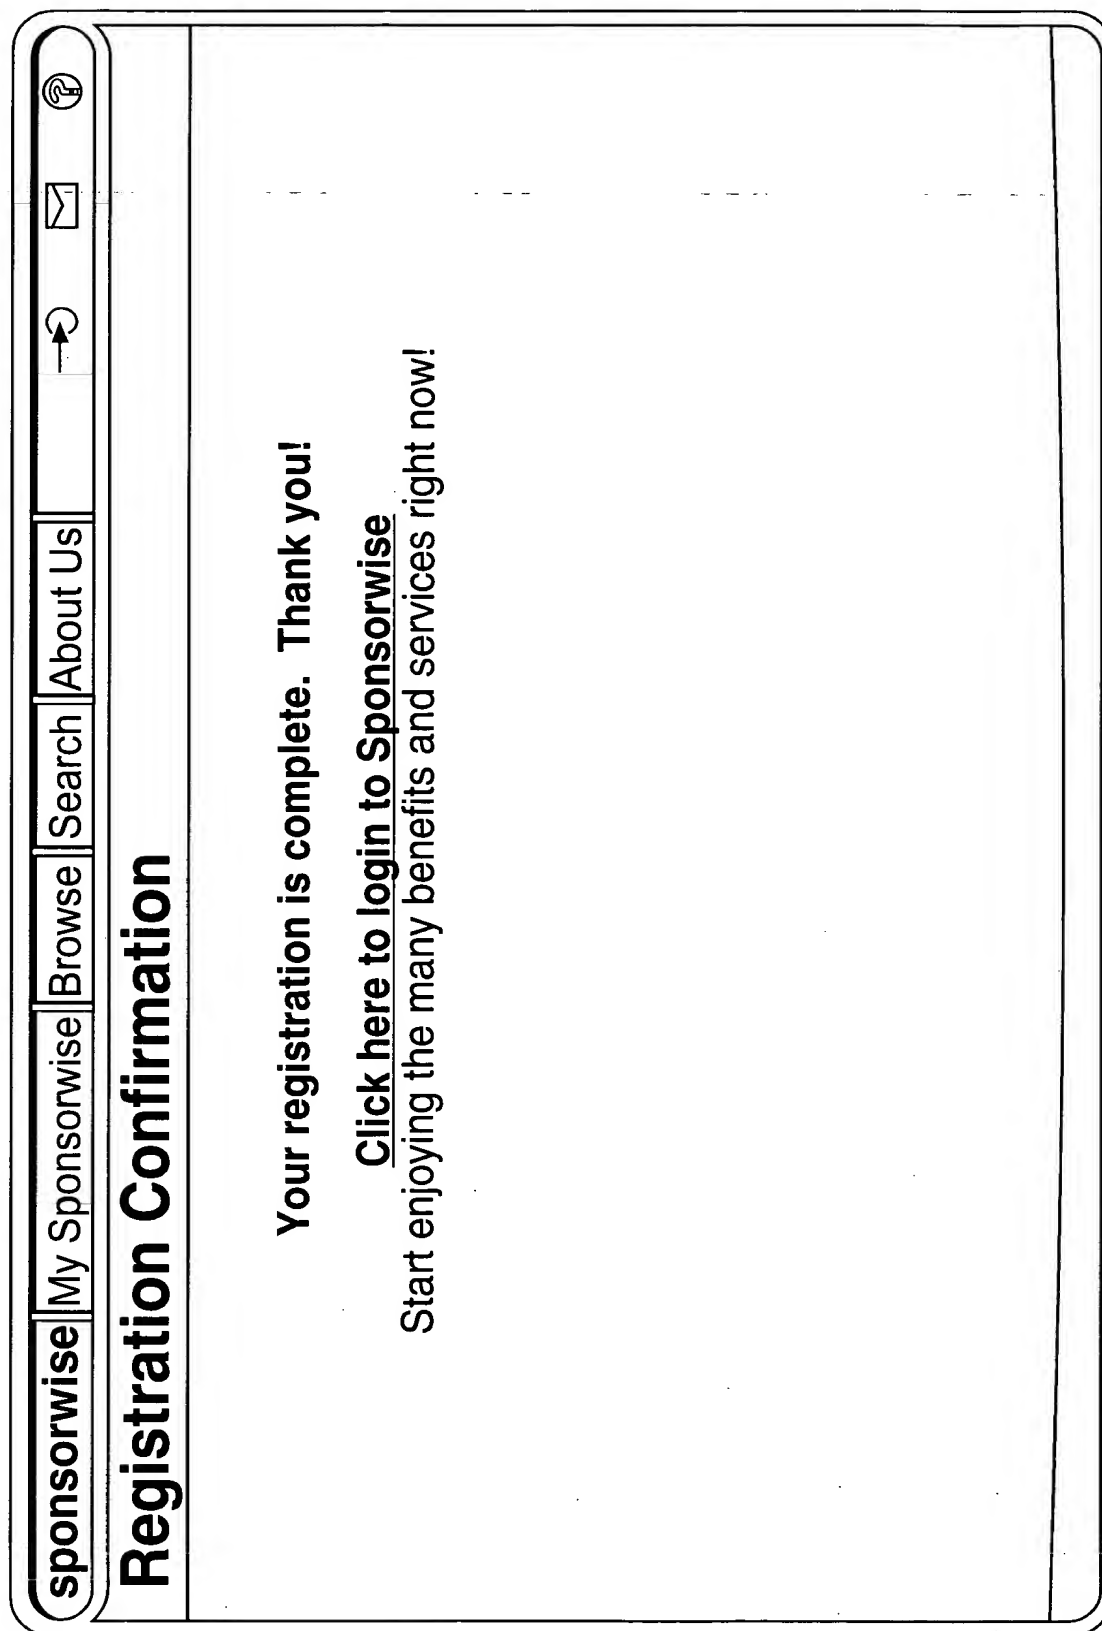 sponsorwise My Sponsorwise Browse Search About Us ?
Registration Confirmation
Your registration is complete. Thank you!
Click here to login to Sponsorwise
Start enjoying the many benefits and services right now!